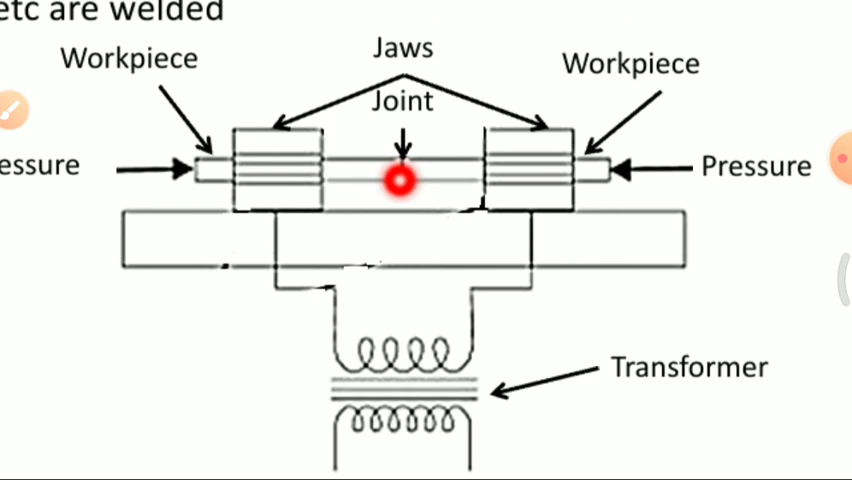 etc are welded
Workpiece
Jaws
Workpiece
Joint
essure
Pressure
Transformer